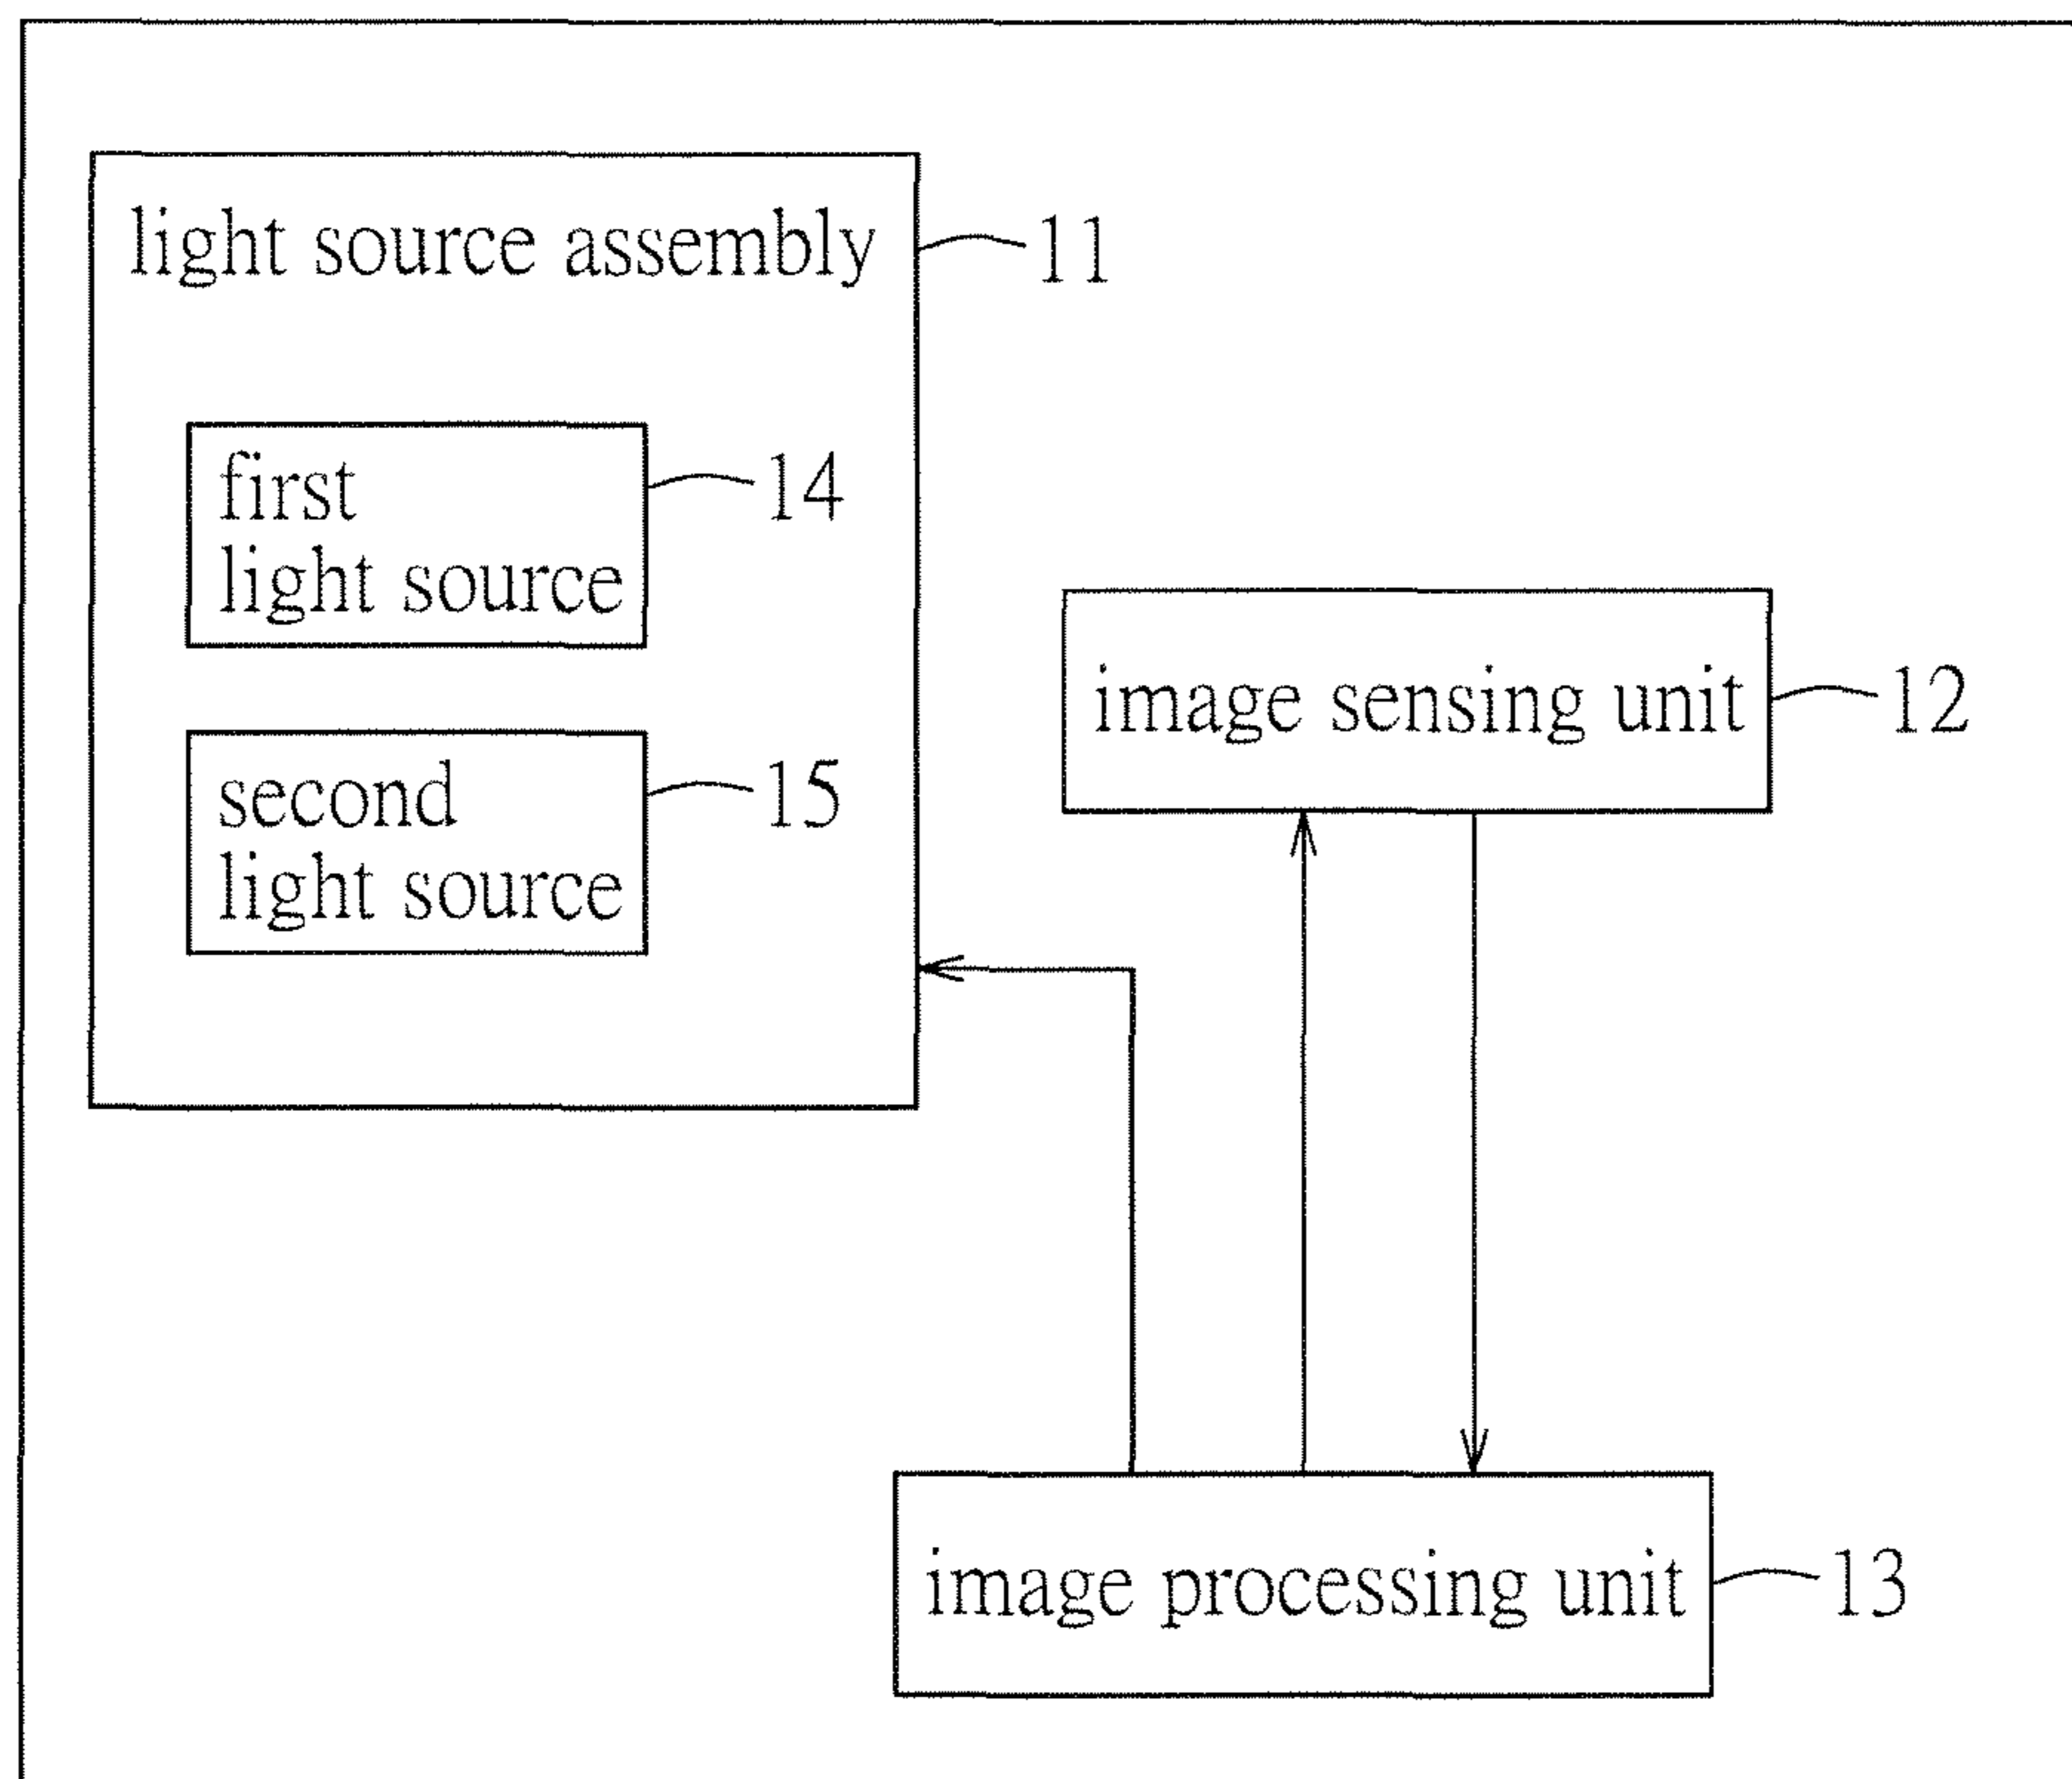 light source assembly 11
first 14
light source
second 15
light source
image sensing unit 12
image processing unit 13